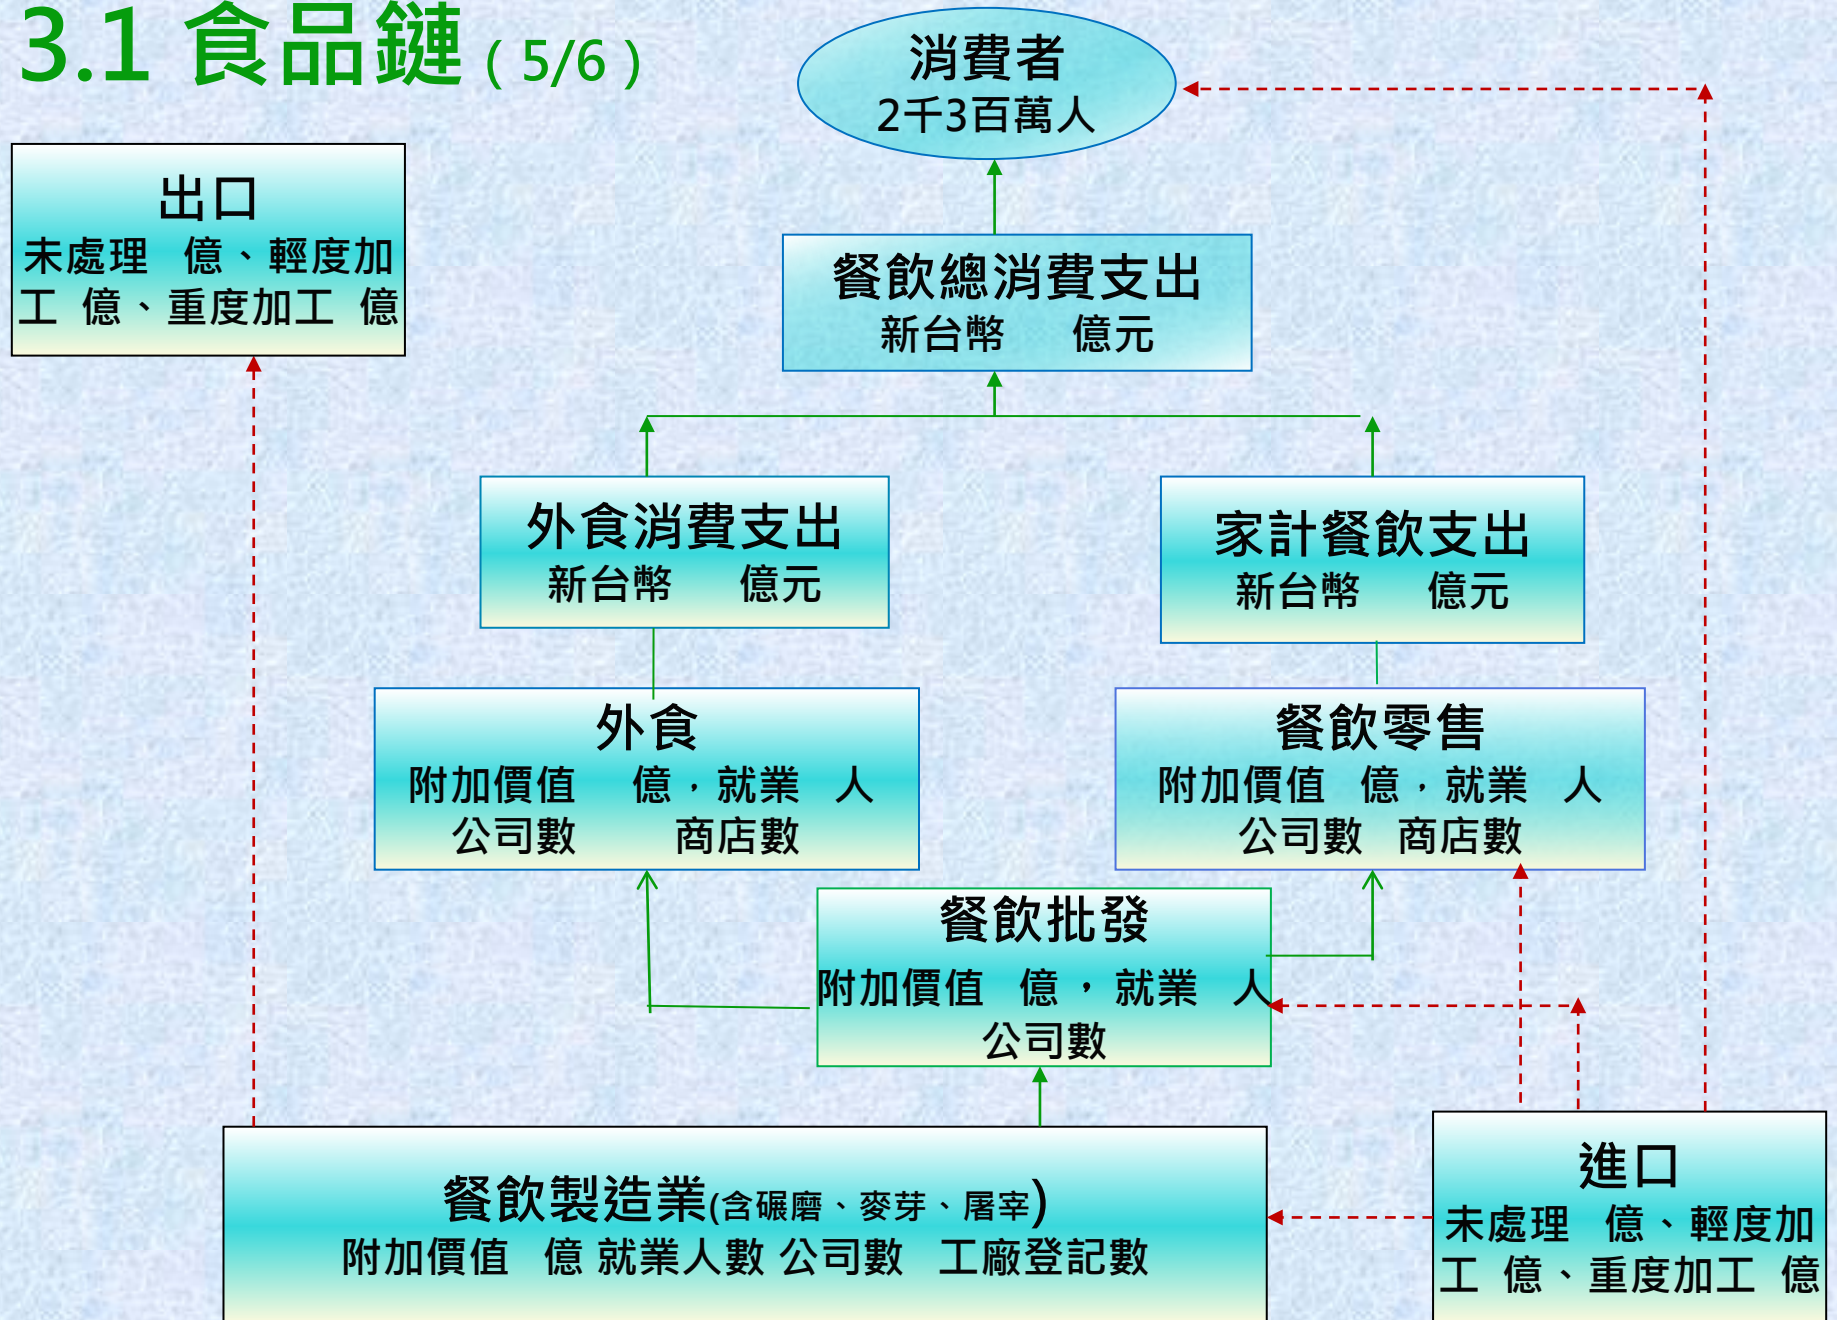 3.1 食品鏈 ( 5/6 )
消費者
2千3百萬人
出口
未處理 億、輕度加
工 億、重度加工 億
餐飲總消費支出
新台幣 億元
外食消費支出
新台幣 億元
家計餐飲支出
新台幣 億元
外食
附加價值 億,就業 人
公司數 商店數
餐飲零售
附加價值 億,就業 人
公司數 商店數
餐飲批發
附加價值 億,就業 人
公司數
餐飲製造業(含碾磨、麥芽、屠宰)
附加價值 億 就業人數 公司數 工廠登記數
進口
未處理 億、輕度加
工 億、重度加工 億